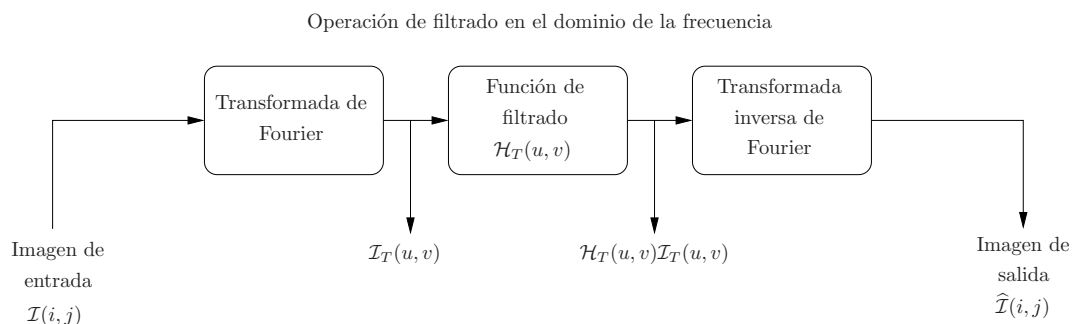 Operación de filtrado en el dominio de la frecuencia
Transformada de
Fourier
Función de
filtrado
ℋ_T(u, v)
Transformada
inversa de
Fourier
Imagen de
entrada
ℐ(i, j)
ℐ_T(u, v)
ℋ_T(u, v)ℐ_T(u, v)
Imagen de
salida
ℐ̂(i, j)